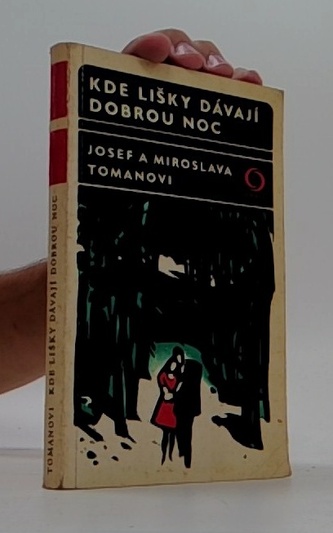 KDE LIŠKY DÁVAJÍ
DOBROU NOC
JOSEF A MIROSLAVA
TOMANOVI
TOMANOVI KDE LIŠKY DÁVAJÍ DOBROU NOC